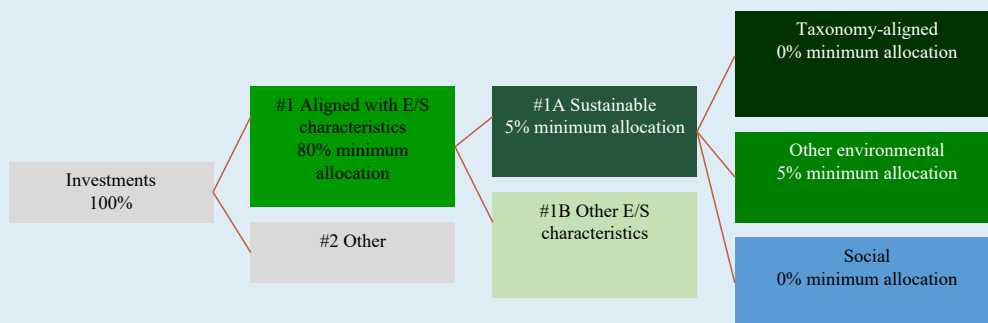 Investments
100%
#1 Aligned with E/S
characteristics
80% minimum
allocation
#2 Other
#1A Sustainable
5% minimum allocation
#1B Other E/S
characteristics
Taxonomy-aligned
0% minimum allocation
Other environmental
5% minimum allocation
Social
0% minimum allocation